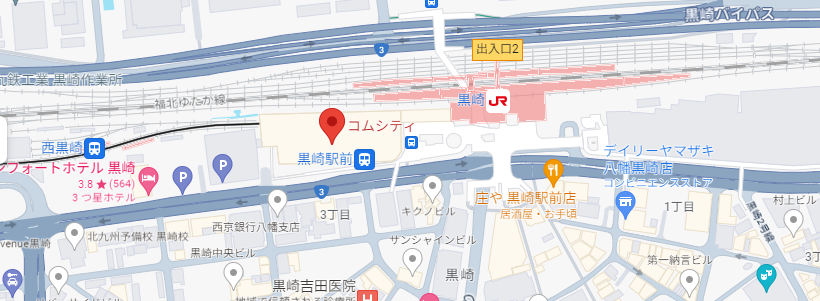 黒崎バイパス
3
出入口2
鉄工業 黒崎作業所
福北ゆたか線
黒崎
JR
コムシティ
西黒崎
黒崎駅前
デイリーヤマザキ
八幡黒崎店
コンビニエンスストア
フォートホテル 黒崎
3.8 ★ (564)
3 つ星ホテル
P
P
3
庄や 黒崎駅前店
居酒屋・お手頃
西京銀行八幡支店
3丁目
キクノビル
1丁目
黒崎2号線
村上ビル
北九州予備校 黒崎校
avenue黒崎
黒崎中央ビル
サンシャインビル
黒崎
第一納言ビル
3丁
黒崎吉田医院
H